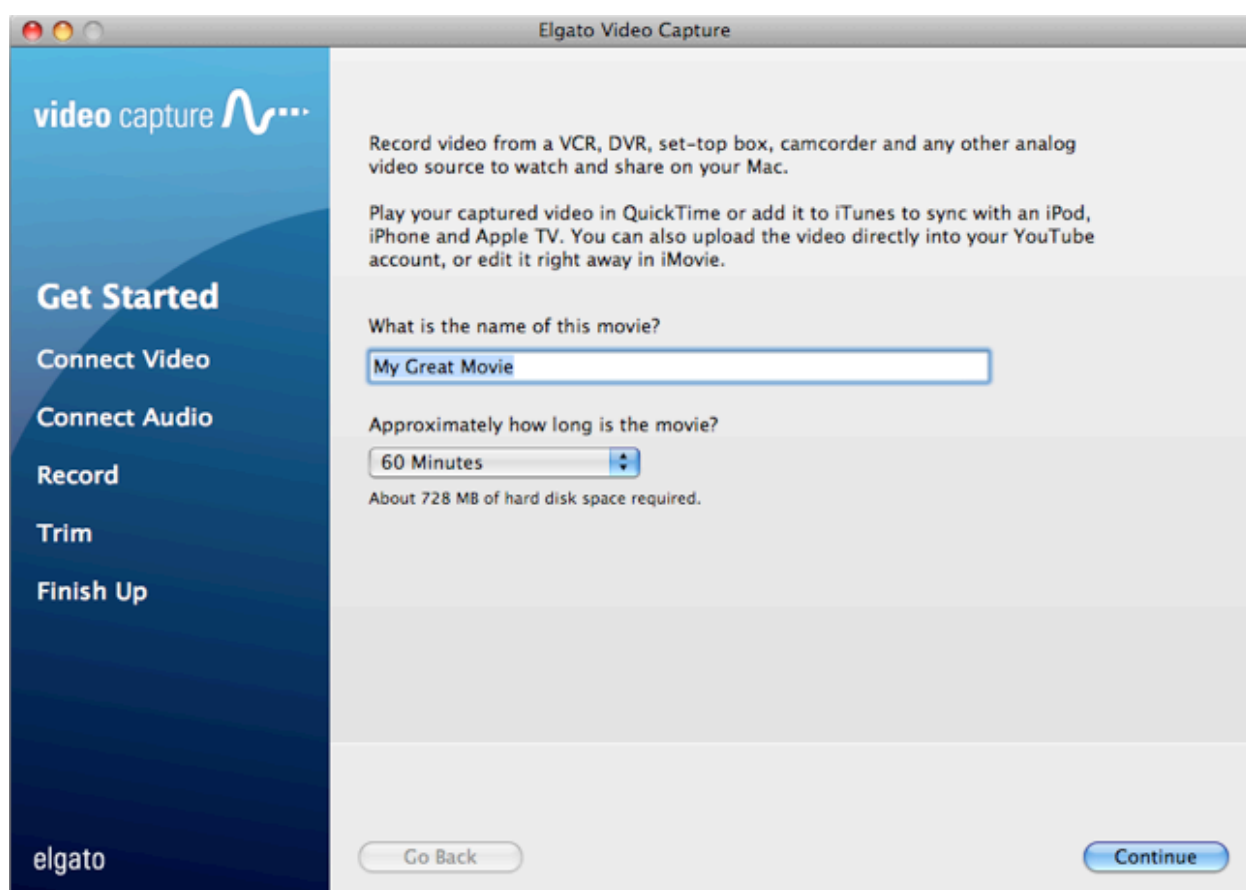 Elgato Video Capture
video capture
Get Started
Connect Video
Connect Audio
Record
Trim
Finish Up
elgato
Record video from a VCR, DVR, set-top box, camcorder and any other analog
video source to watch and share on your Mac.
Play your captured video in QuickTime or add it to iTunes to sync with an iPod,
iPhone and Apple TV. You can also upload the video directly into your YouTube
account, or edit it right away in iMovie.
What is the name of this movie?
My Great Movie
Approximately how long is the movie?
60 Minutes
About 728 MB of hard disk space required.
Go Back
Continue